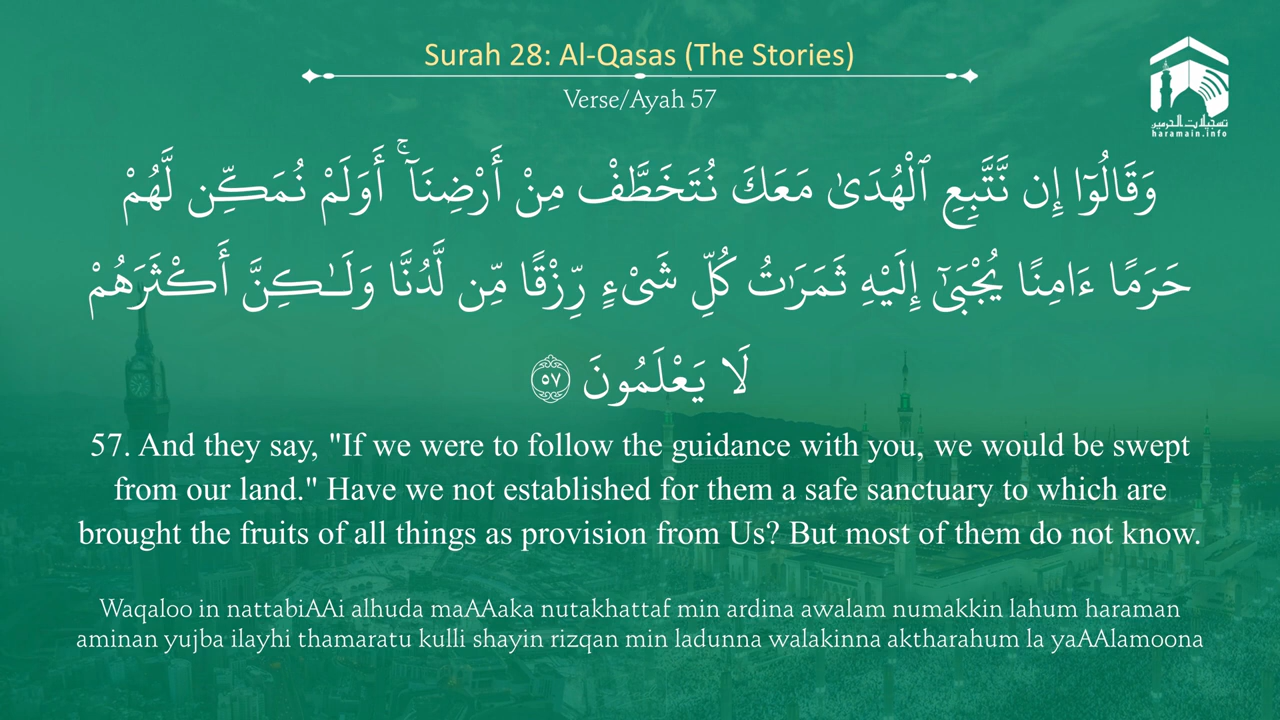 Surah 28: Al-Qasas (The Stories)
Verse/Ayah 57
تسجيلات الحرمين
haramain.info
وَقَالُوٓا۟ إِن نَّتَّبِعِ ٱلْهُدَىٰ مَعَكَ نُتَخَطَّفْ مِنْ أَرْضِنَآ ۚ أَوَلَمْ نُمَكِّن لَّهُمْ
حَرَمًا ءَامِنًا يُجْبَىٰٓ إِلَيْهِ ثَمَرَٰتُ كُلِّ شَىْءٍ رِّزْقًا مِّن لَّدُنَّا وَلَـٰكِنَّ أَكْثَرَهُمْ
لَا يَعْلَمُونَ ٥٧
57. And they say, "If we were to follow the guidance with you, we would be swept
from our land." Have we not established for them a safe sanctuary to which are
brought the fruits of all things as provision from Us? But most of them do not know.
Waqaloo in nattabiAAi alhuda maAAaka nutakhattaf min ardina awalam numakkin lahum haraman
aminan yujba ilayhi thamaratu kulli shayin rizqan min ladunna walakinna aktharahum la yaAAlamoona